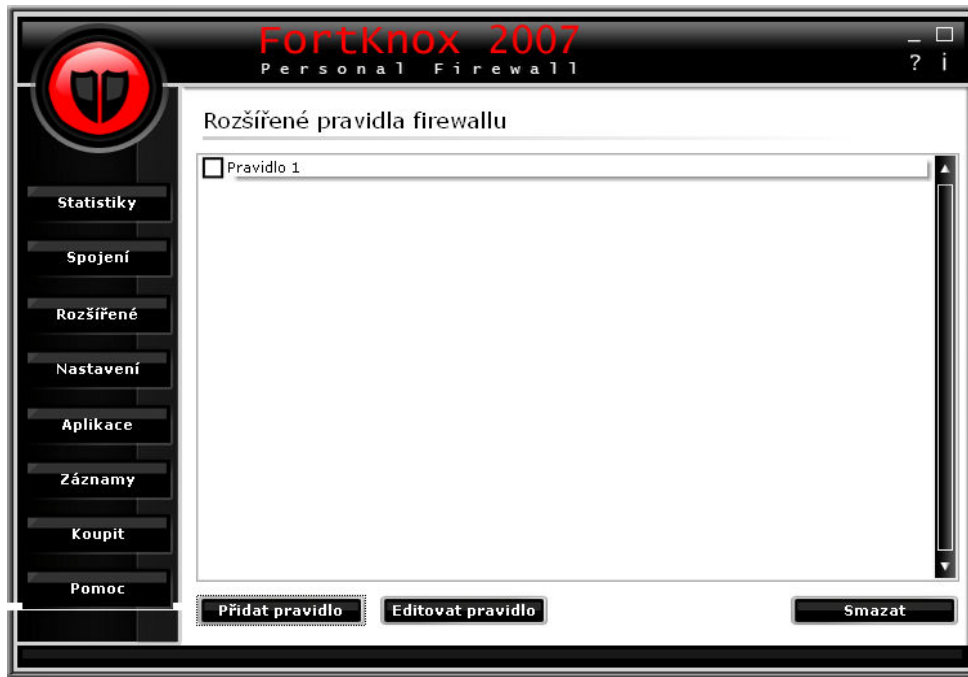 FortKnox 2007
Personal Firewall
? i
Rozšířené pravidla firewallu
Pravidlo 1
Statistiky
Spojení
Rozšířené
Nastavení
Aplikace
Záznamy
Koupit
Pomoc
Přidat pravidlo
Editovat pravidlo
Smazat